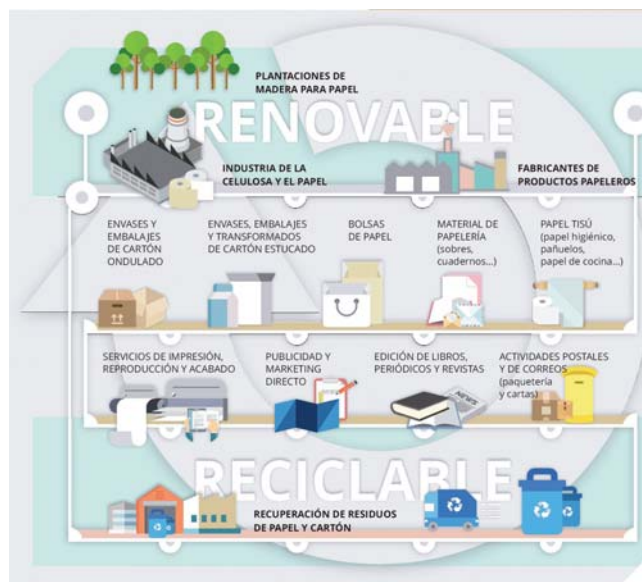 PLANTACIONES DE
MADERA PARA PAPEL
RENOVABLE
INDUSTRIA DE LA
CELULOSA Y EL PAPEL
FABRICANTES DE
PRODUCTOS PAPELEROS
ENVASES Y
EMBALAJES
DE CARTÓN
ONDULADO
ENVASES, EMBALAJES
Y TRANSFORMADOS
DE CARTÓN ESTUCADO
BOLSAS
DE PAPEL
MATERIAL DE
PAPELERÍA
(sobres,
cuadernos...)
PAPEL TISÚ
(papel higiénico,
pañuelos,
papel de cocina...)
SERVICIOS DE IMPRESIÓN,
REPRODUCCIÓN Y ACABADO
PUBLICIDAD Y
MARKETING
DIRECTO
EDICIÓN DE LIBROS,
PERIÓDICOS Y REVISTAS
NEWS
ACTIVIDADES POSTALES
Y DE CORREOS
(paquetería
y cartas)
RECICLABLE
RECUPERACIÓN DE RESIDUOS
DE PAPEL Y CARTÓN